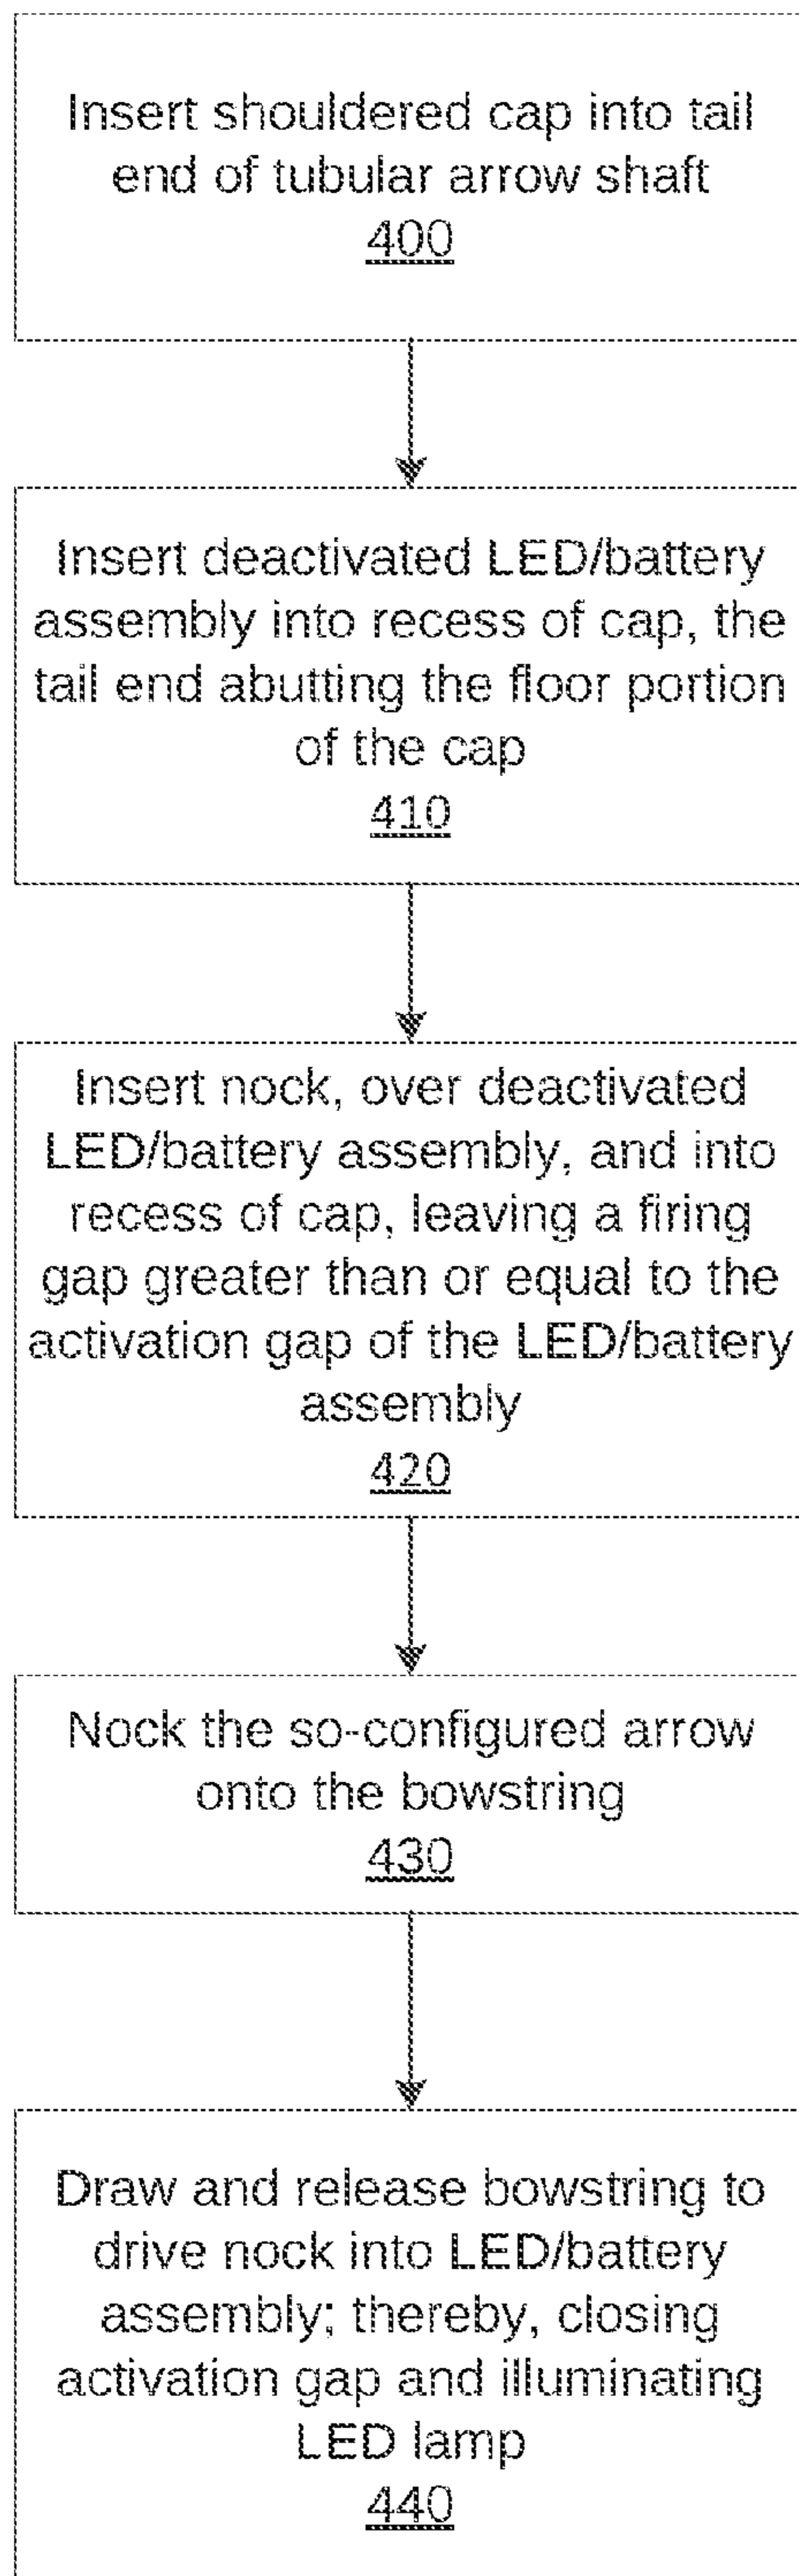 Insert shouldered cap into tail
end of tubular arrow shaft
400
Insert deactivated LED/battery
assembly into recess of cap, the
tail end abutting the floor portion
of the cap
410
Insert nock, over deactivated
LED/battery assembly, and into
recess of cap, leaving a firing
gap greater than or equal to the
activation gap of the LED/battery
assembly
420
Nock the so-configured arrow
onto the bowstring
430
Draw and release bowstring to
drive nock into LED/battery
assembly; thereby, closing
activation gap and illuminating
LED lamp
440